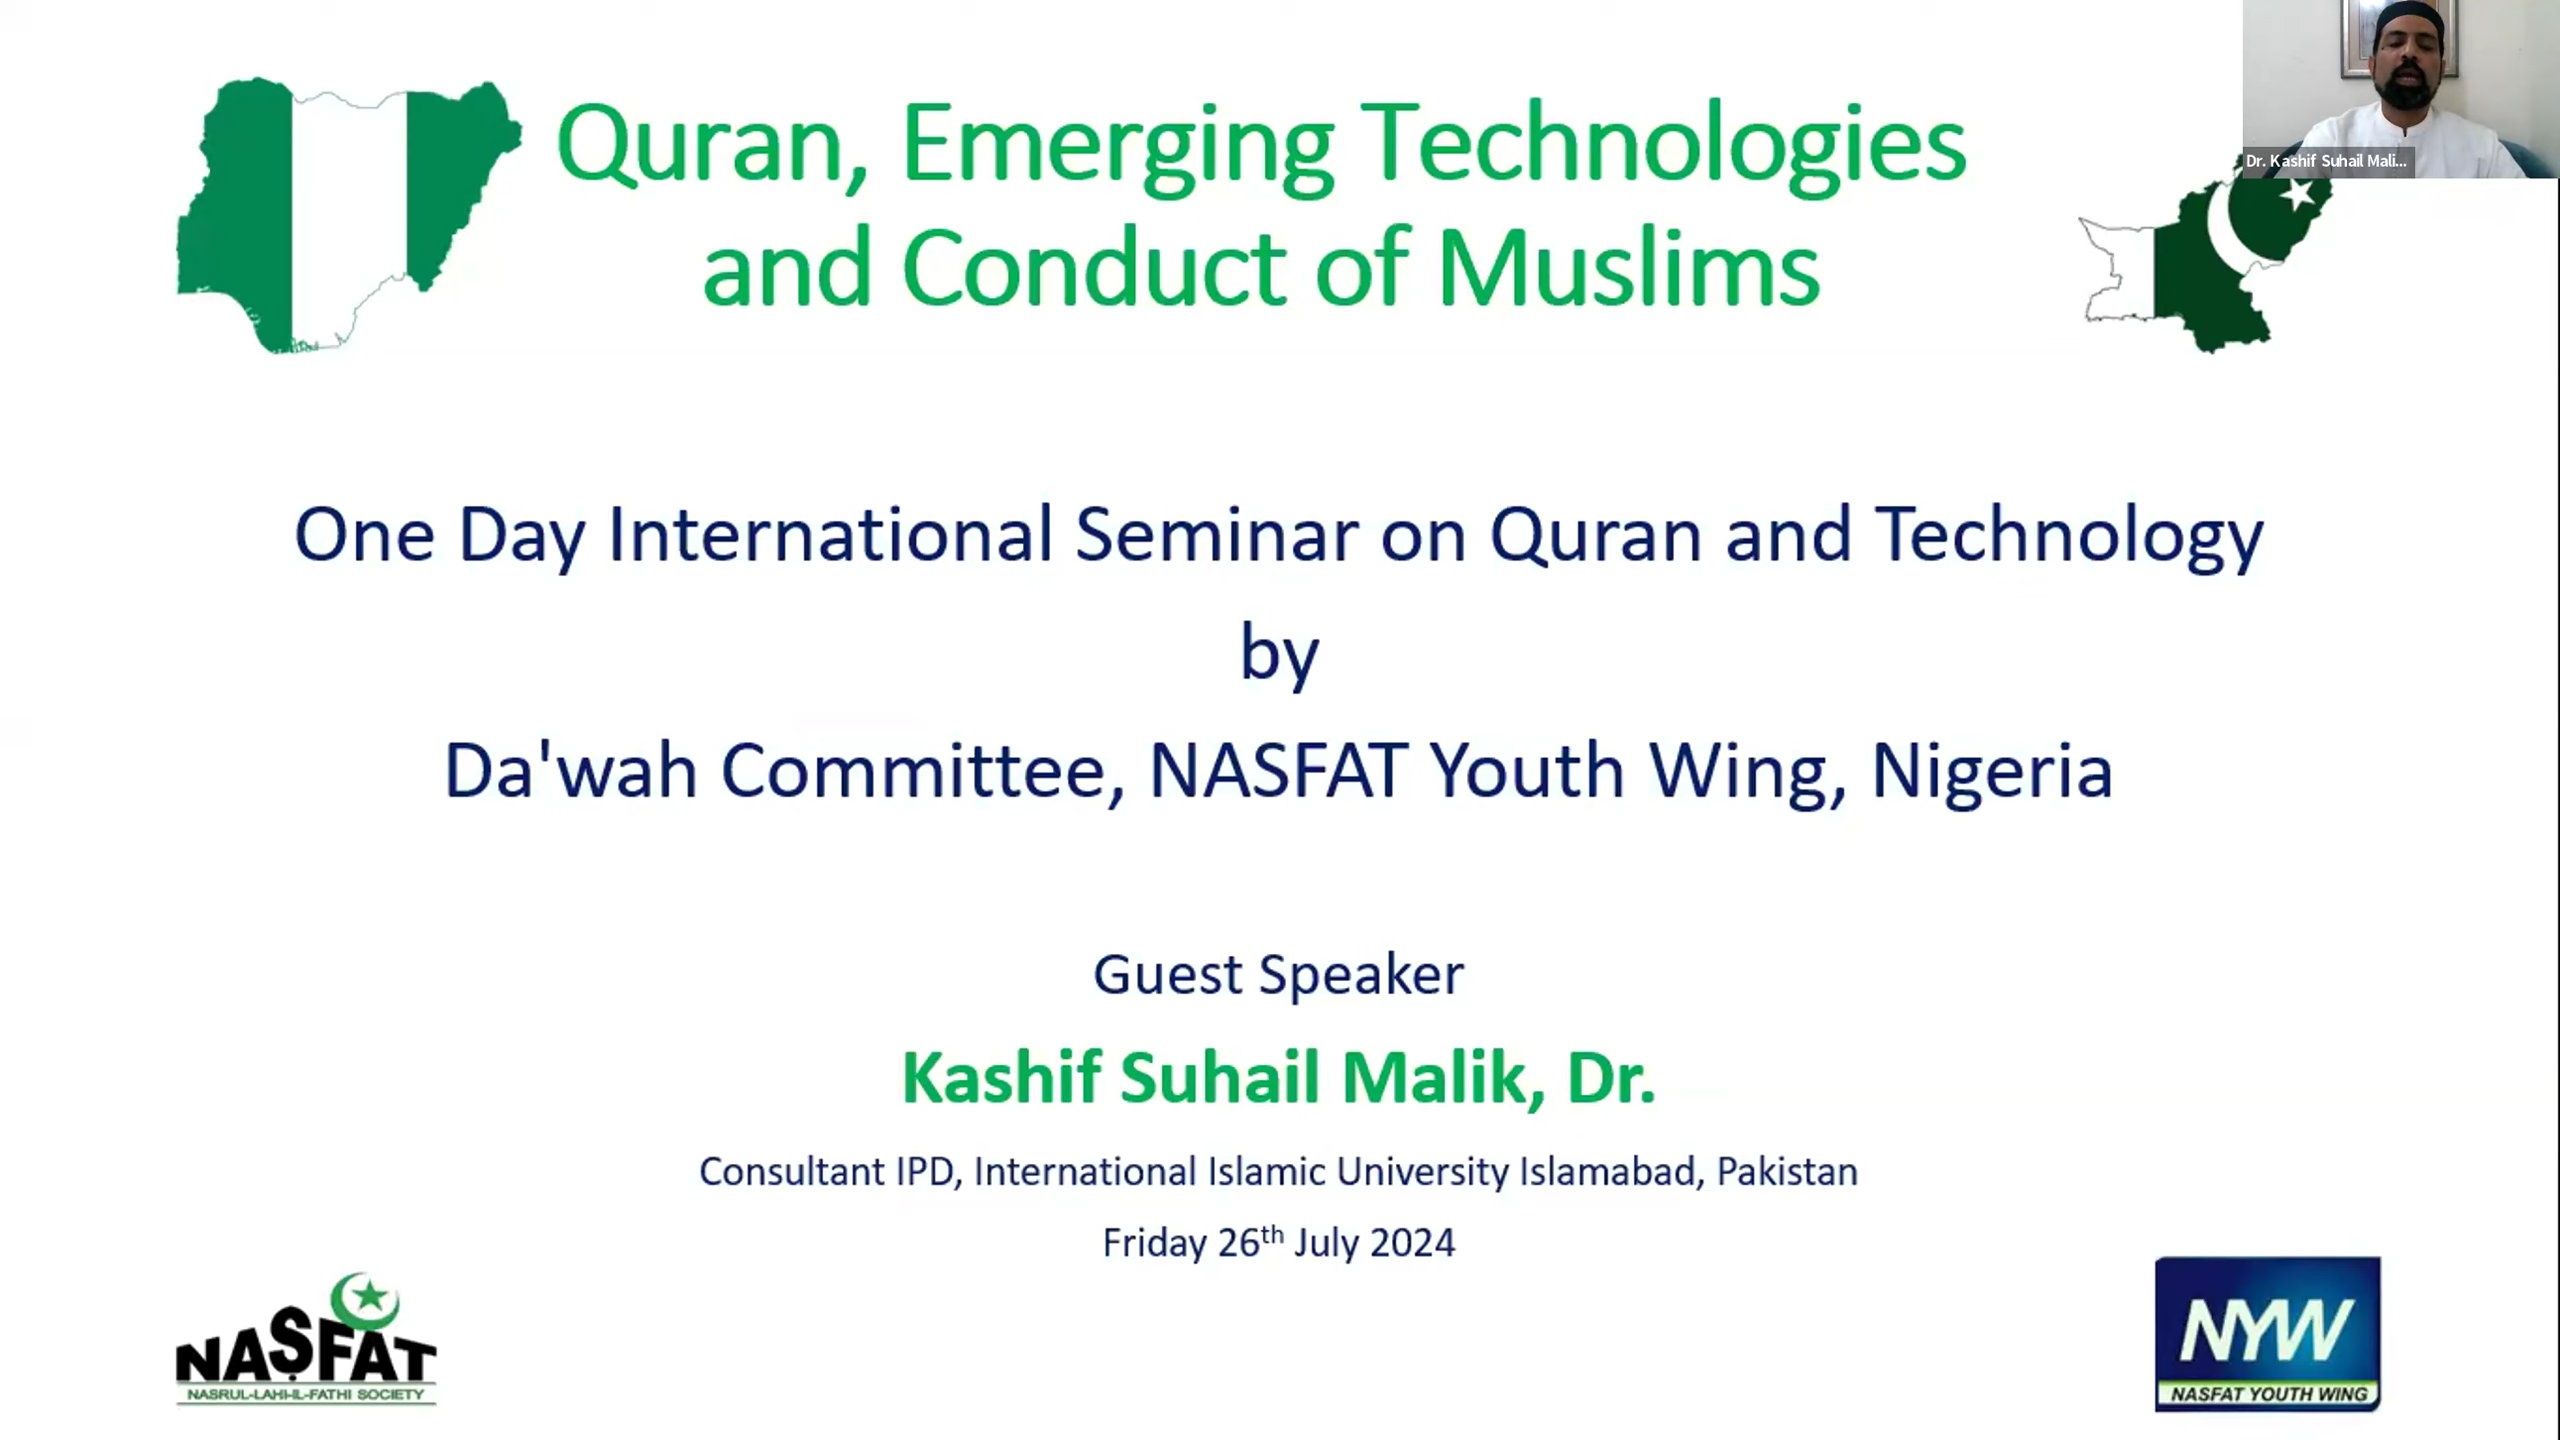 Quran, Emerging Technologies
and Conduct of Muslims
Dr. Kashif Suhail Mali...
One Day International Seminar on Quran and Technology
by
Da'wah Committee, NASFAT Youth Wing, Nigeria
Guest Speaker
Kashif Suhail Malik, Dr.
Consultant IPD, International Islamic University Islamabad, Pakistan
Friday 26th July 2024
NAṢFAT
NASRUL-LAHI-IL-FATHI SOCIETY
NYW
NASFAT YOUTH WING